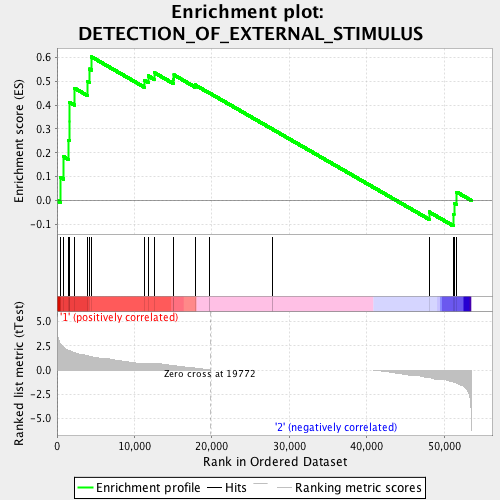 Enrichment plot:
DETECTION_OF_EXTERNAL_STIMULUS
Enrichment score (ES)
0.6
0.5
0.4
0.3
0.2
0.1
0.0
-0.1
Ranked list metric (tTest)
'1' (positively correlated)
5.0
2.5
0.0
-2.5
-5.0
Zero cross at 19772
'2' (negatively correlated)
0
10,000
20,000
30,000
40,000
50,000
Rank in Ordered Dataset
Enrichment profile
Hits
Ranking metric scores